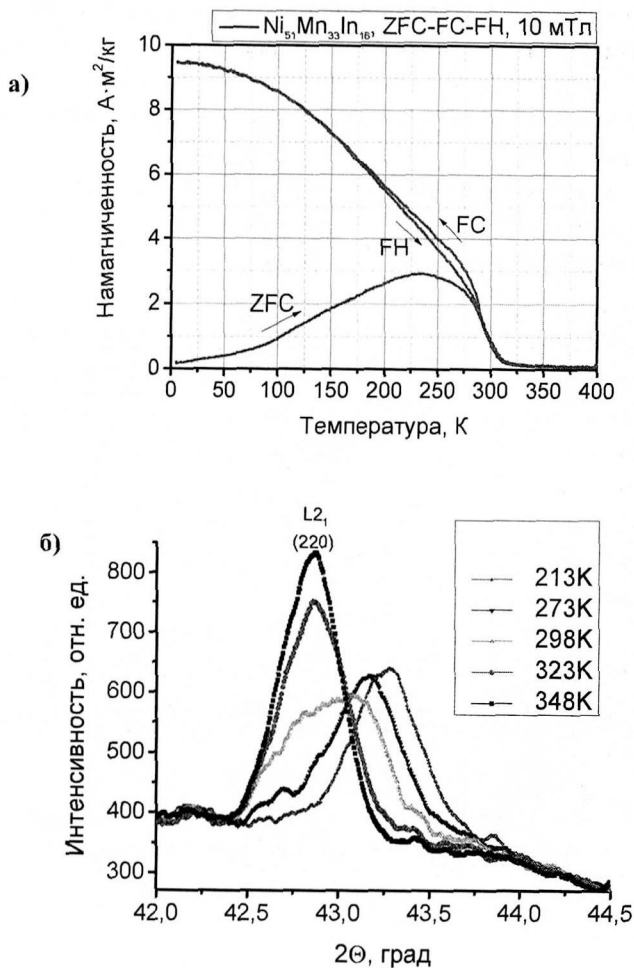 Ni₅₁Mn₃₃In₁₆, ZFC-FC-FH, 10 мТл
а)
Намагниченность, А·м²/кг
10
8
6
4
2
0
FC
FH
ZFC
0 50 100 150 200 250 300 350 400
Температура, К
б)
L2₁
(220)
Интенсивность, отн. ед.
800
700
600
500
400
300
213K
273K
298K
323K
348K
42,0 42,5 43,0 43,5 44,0 44,5
2Θ, град